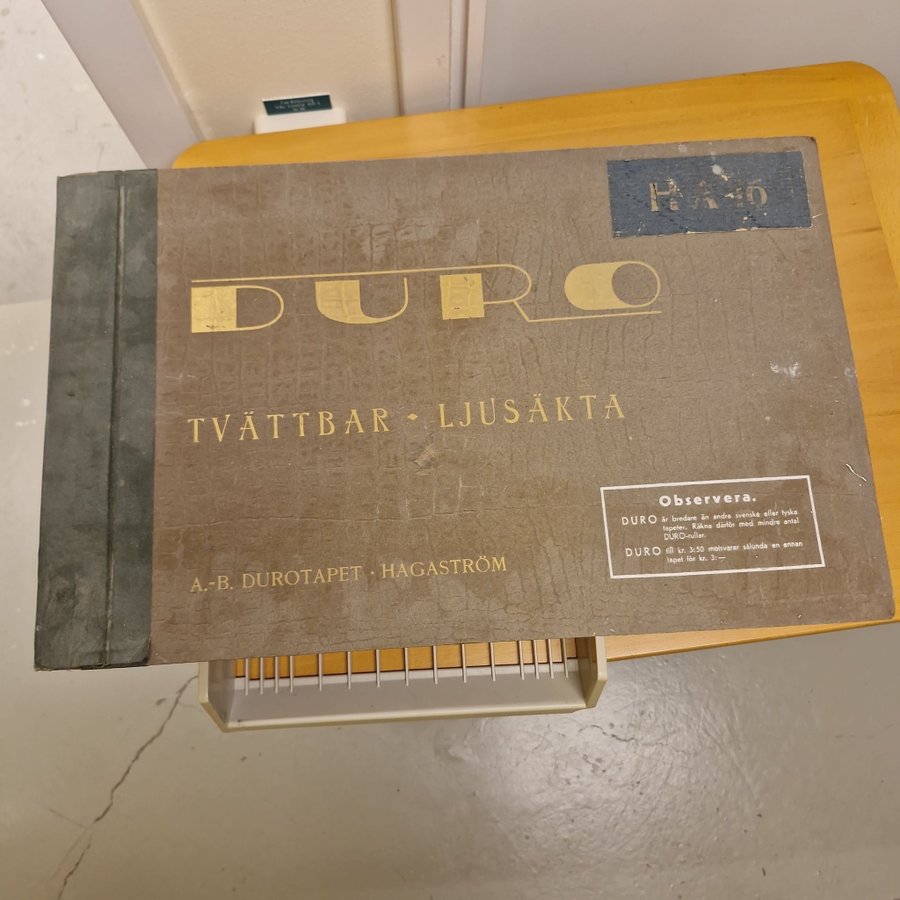 H A
DURO
TVÄTTBAR · LJUSÄKTA
A.-B. DUROTAPET · HAGASTRÖM
Observera.
DURO är bredare än andra svenska eller tyska
tapeter. Räkna därför med mindre antal
DURO-rullar.
DURO till kr. 3:50 motsvarar sålunda en annan
tapet för kr. 3:—